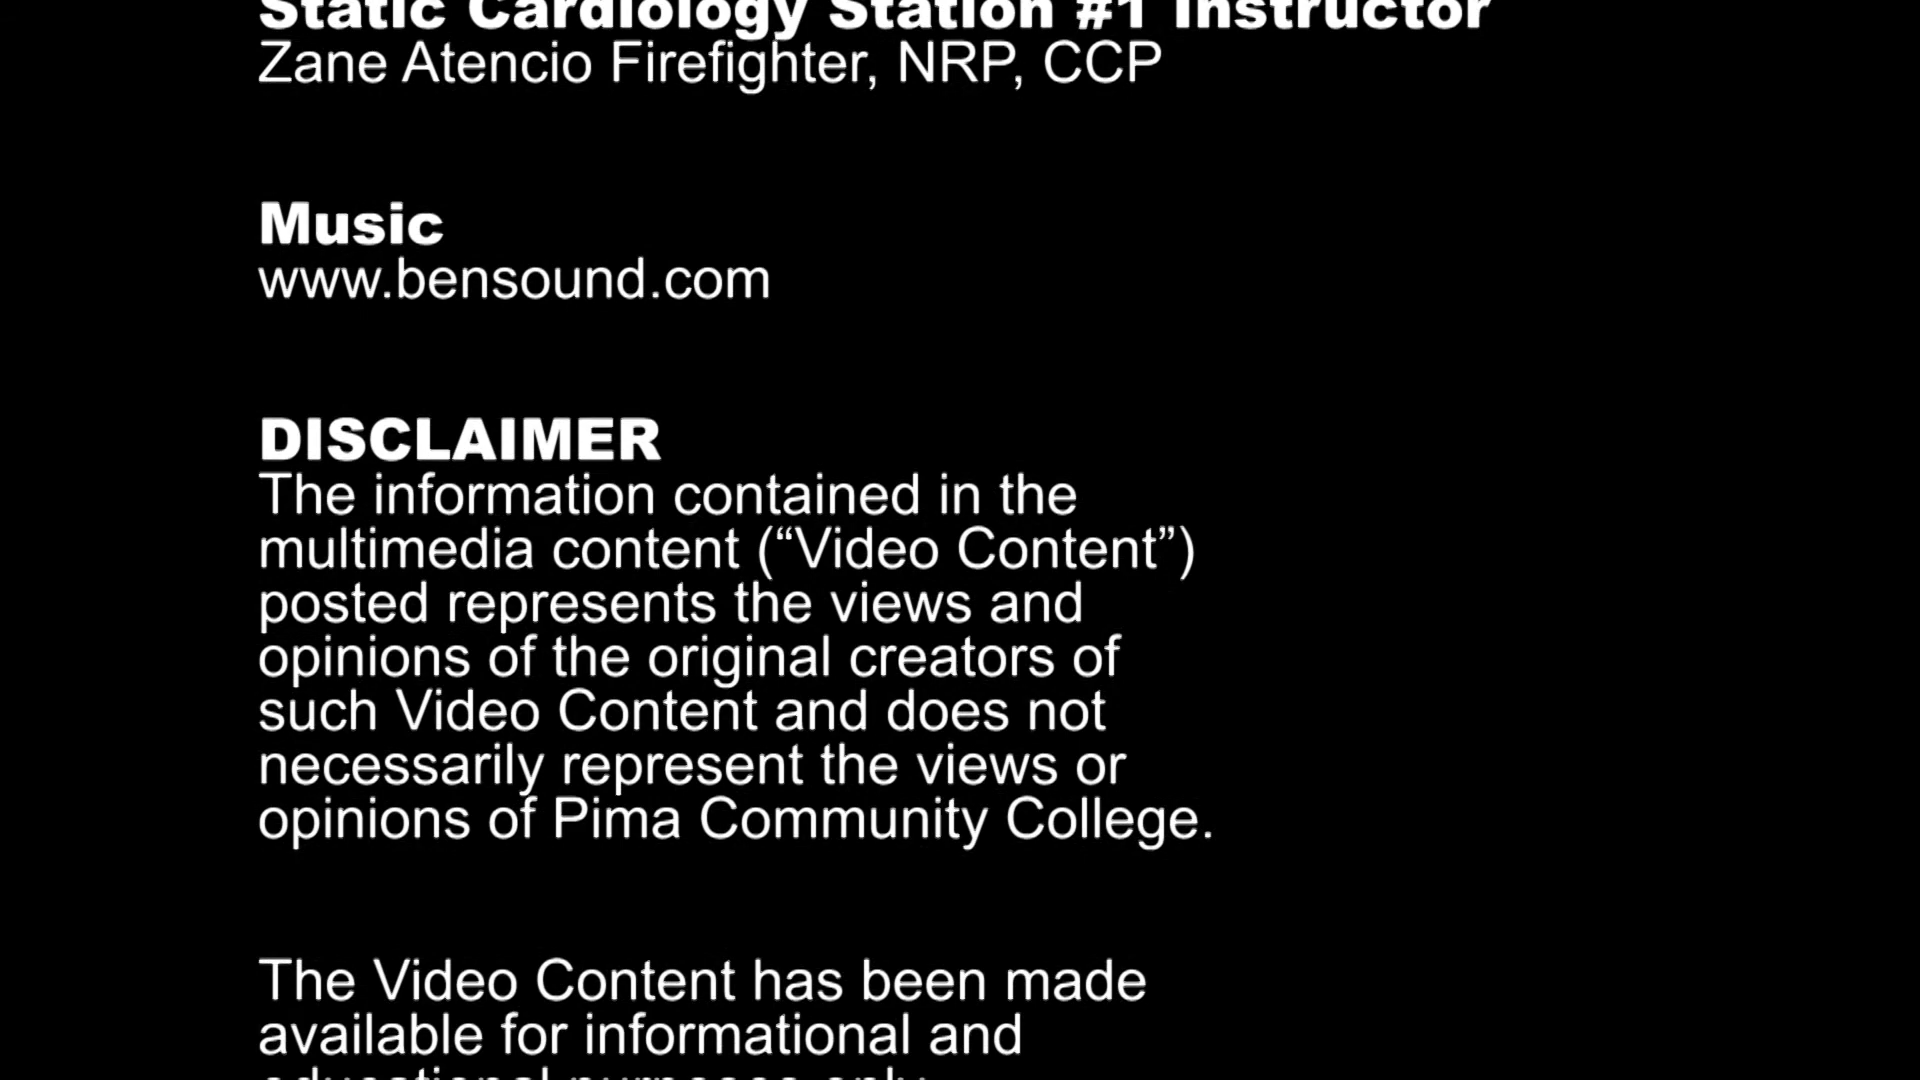 Static Cardiology Station #1 Instructor
Zane Atencio Firefighter, NRP, CCP
Music
www.bensound.com
DISCLAIMER
The information contained in the
multimedia content (“Video Content”)
posted represents the views and
opinions of the original creators of
such Video Content and does not
necessarily represent the views or
opinions of Pima Community College.
The Video Content has been made
available for informational and
educational purposes only.